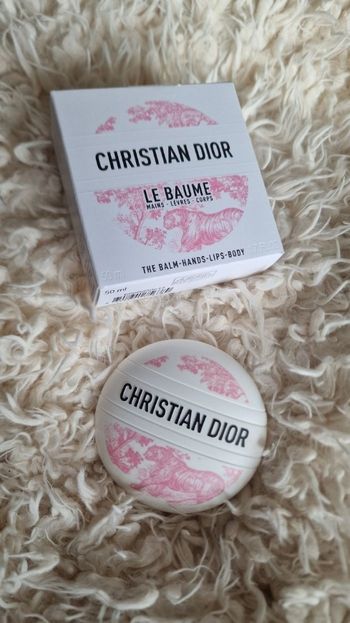 CHRISTIAN DIOR
LE BAUME
MAINS - LÈVRES - CORPS
THE BALM-HANDS-LIPS-BODY
50 ml
CHRISTIAN DIOR